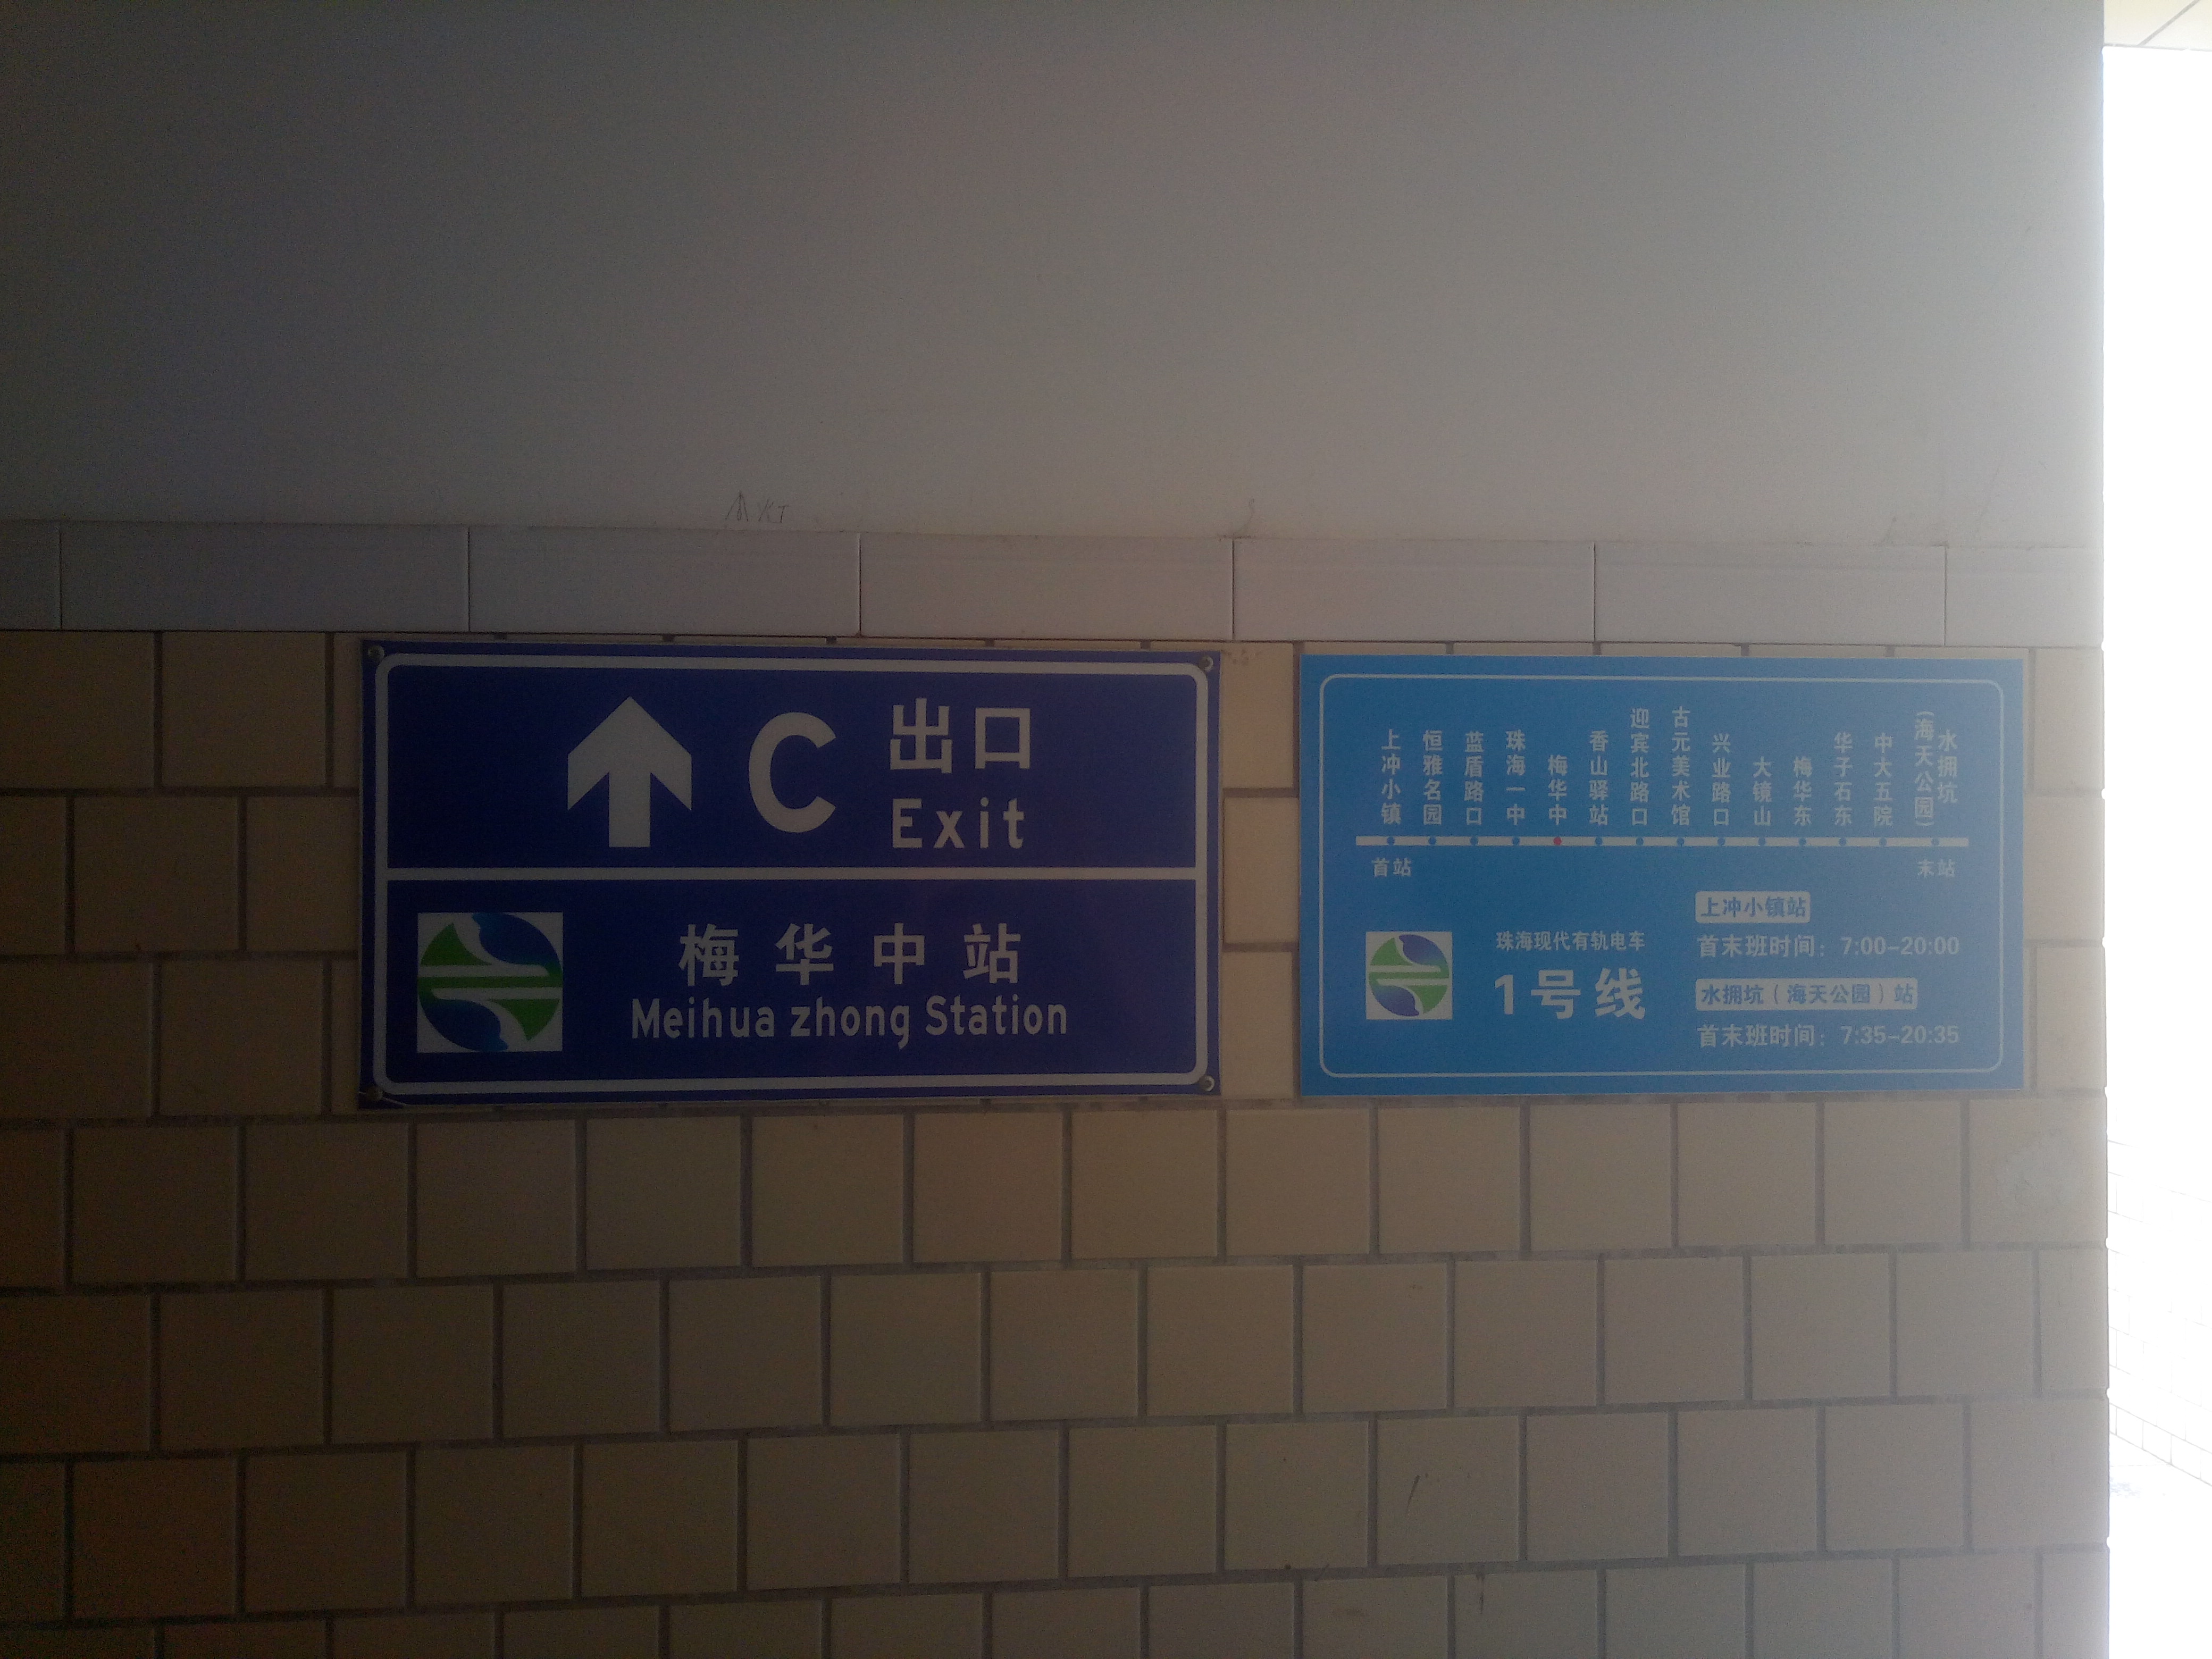 C 出口
Exit
梅华中站
Meihua zhong Station
上冲小镇
恒雅名园
蓝盾路口
珠海一中
梅华中
香山驿站
迎宾北路口
古元美术馆
兴业路口
大镜山
梅华东
华子石东
中大五院
水拥坑
(海天公园)
首站
末站
珠海现代有轨电车
1号线
上冲小镇站
首末班时间：7:00-20:00
水拥坑（海天公园）站
首末班时间：7:35-20:35